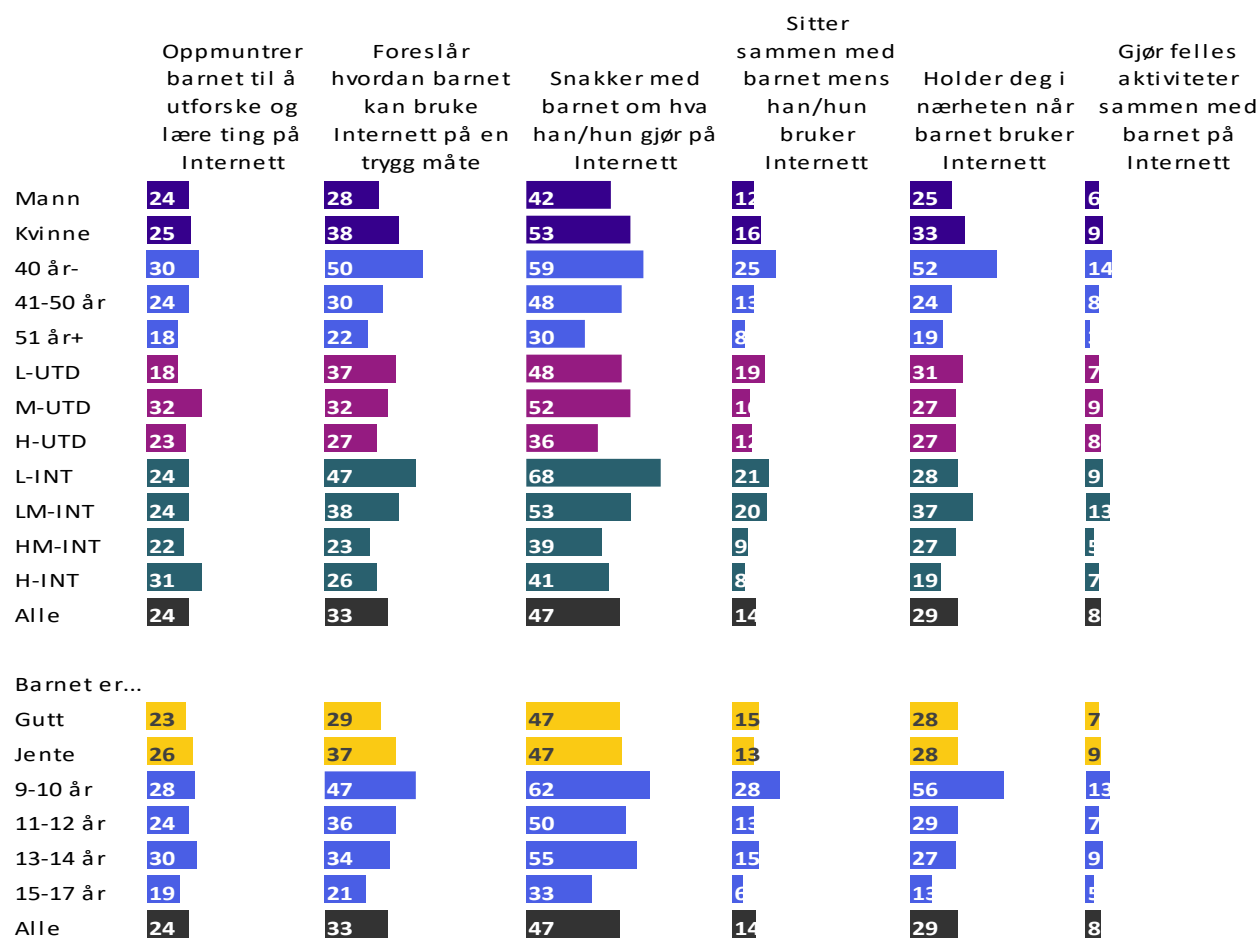 Oppmuntrer barnet til å utforske og lære ting på Internett
Foreslår hvordan barnet kan bruke Internett på en trygg måte
Snakker med barnet om hva han/hun gjør på Internett
Sitter sammen med barnet mens han/hun bruker Internett
Holder deg i nærheten når barnet bruker Internett
Gjør felles aktiviteter sammen med barnet på Internett
Mann 24 28 42 12 25 6
Kvinne 25 38 53 16 33 9
40 år- 30 50 59 25 52 14
41-50 år 24 30 48 13 24 8
51 år+ 18 22 30 8 19
L-UTD 18 37 48 19 31 7
M-UTD 32 32 52 10 27 9
H-UTD 23 27 36 12 27 8
L-INT 24 47 68 21 28 9
LM-INT 24 38 53 20 37 13
HM-INT 22 23 39 9 27 5
H-INT 31 26 41 8 19 7
Alle 24 33 47 14 29 8
Barnet er...
Gutt 23 29 47 15 28 7
Jente 26 37 47 13 28 9
9-10 år 28 47 62 28 56 13
11-12 år 24 36 50 13 29 7
13-14 år 30 34 55 15 27 9
15-17 år 19 21 33 6 13 5
Alle 24 33 47 14 29 8